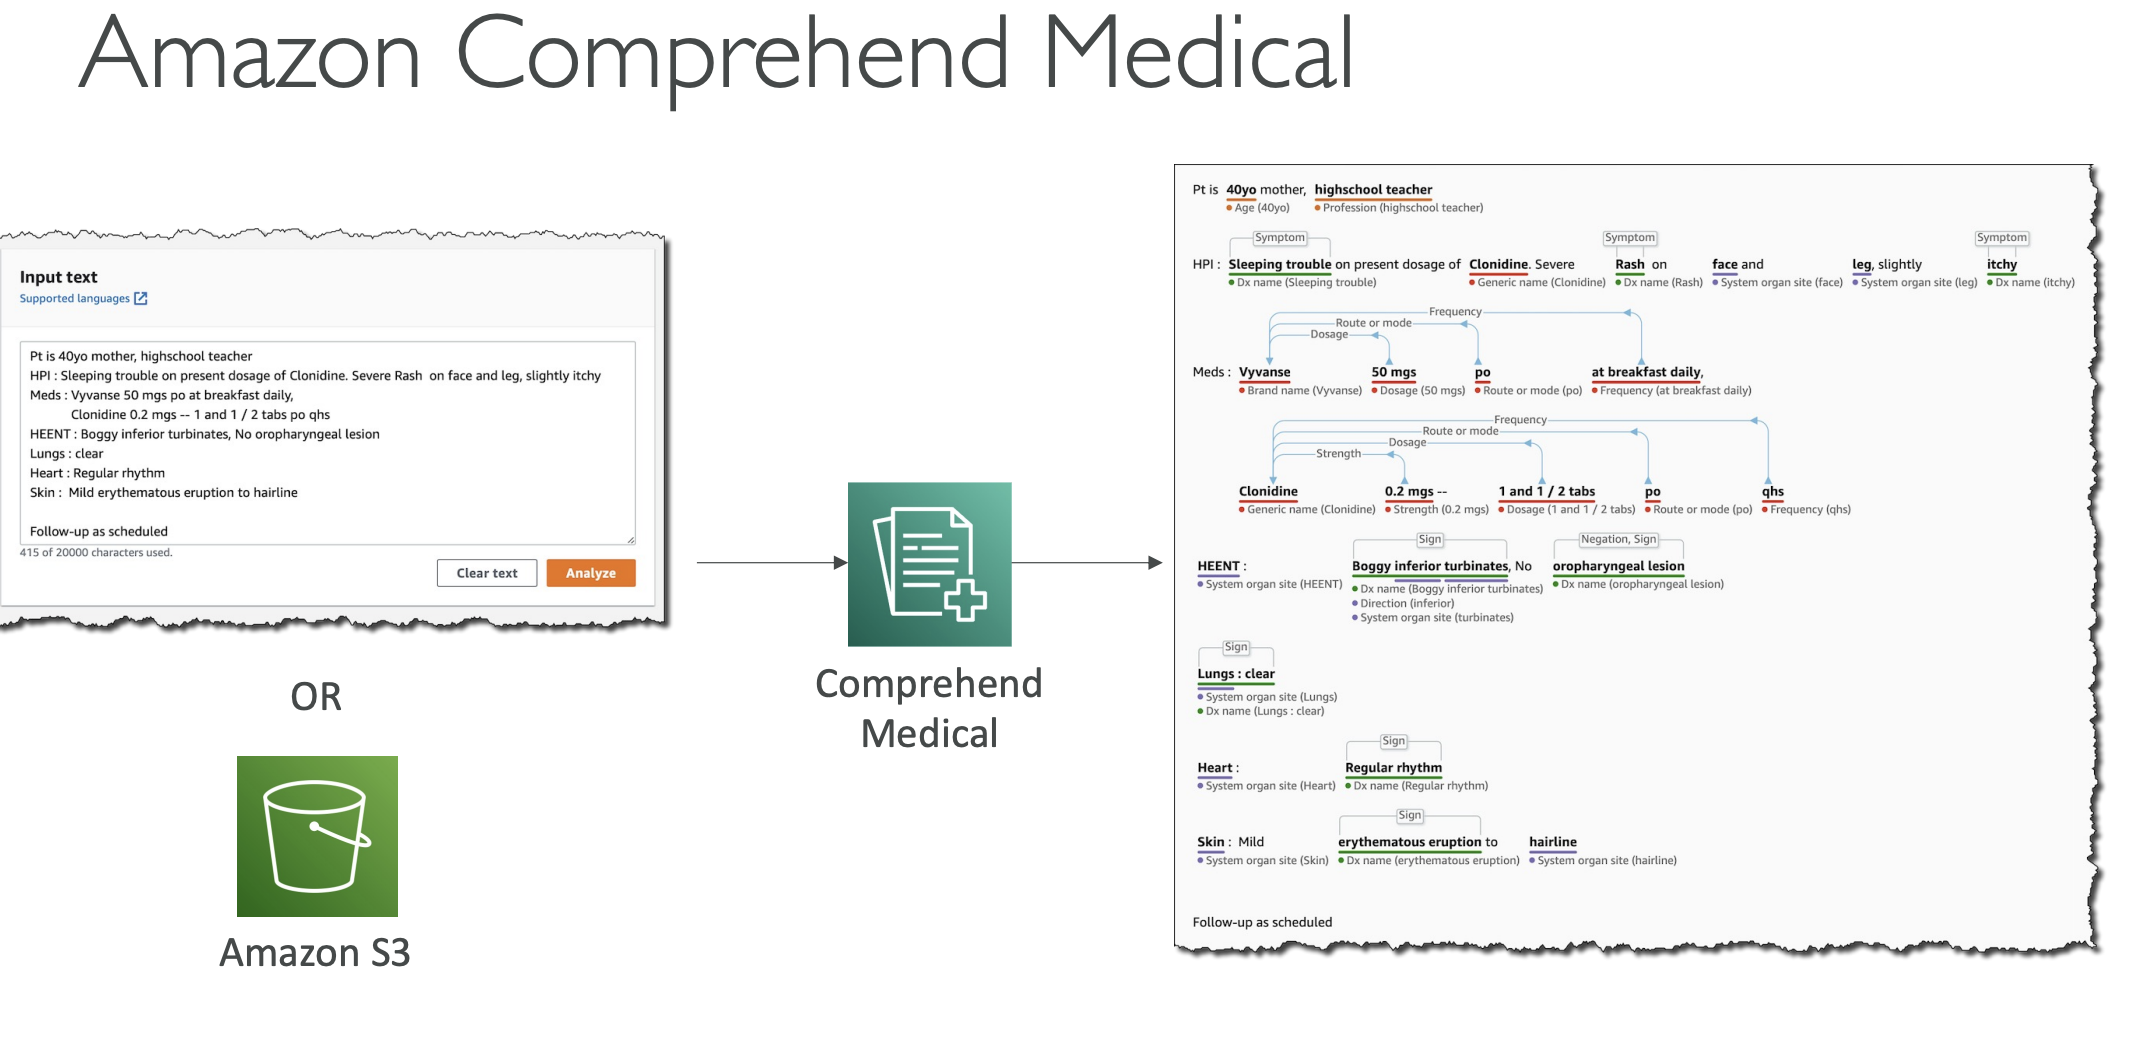 Amazon Comprehend Medical
Input text
Supported languages
Pt is 40yo mother, highschool teacher
HPI : Sleeping trouble on present dosage of Clonidine. Severe Rash  on face and leg, slightly itchy
Meds : Vyvanse 50 mgs po at breakfast daily,
Clonidine 0.2 mgs -- 1 and 1 / 2 tabs po qhs
HEENT : Boggy inferior turbinates, No oropharyngeal lesion
Lungs : clear
Heart : Regular rhythm
Skin :  Mild erythematous eruption to hairline
Follow-up as scheduled
415 of 20000 characters used.
Clear text Analyze
OR
Amazon S3
Comprehend
Medical
Pt is 40yo mother, highschool teacher
Age (40yo) Profession (highschool teacher)
Symptom Symptom Symptom
HPI : Sleeping trouble on present dosage of Clonidine. Severe Rash on face and leg, slightly itchy
Dx name (Sleeping trouble) Generic name (Clonidine) Dx name (Rash) System organ site (face) System organ site (leg) Dx name (itchy)
Frequency
Route or mode
Dosage
Meds : Vyvanse 50 mgs po at breakfast daily,
Brand name (Vyvanse) Dosage (50 mgs) Route or mode (po) Frequency (at breakfast daily)
Frequency
Route or mode
Dosage
Strength
Clonidine 0.2 mgs -- 1 and 1 / 2 tabs po qhs
Generic name (Clonidine) Strength (0.2 mgs) Dosage (1 and 1 / 2 tabs) Route or mode (po) Frequency (qhs)
Sign Negation, Sign
HEENT : Boggy inferior turbinates, No oropharyngeal lesion
System organ site (HEENT) Dx name (Boggy inferior turbinates) Dx name (oropharyngeal lesion)
Direction (inferior)
System organ site (turbinates)
Sign
Lungs : clear
System organ site (Lungs)
Dx name (Lungs : clear)
Sign
Heart : Regular rhythm
System organ site (Heart) Dx name (Regular rhythm)
Sign
Skin : Mild erythematous eruption to hairline
System organ site (Skin) Dx name (erythematous eruption) System organ site (hairline)
Follow-up as scheduled